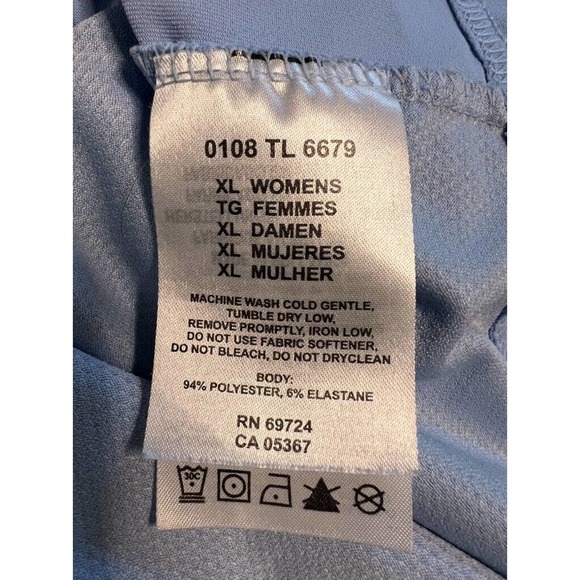 0108 TL 6679
XL WOMENS
TG FEMMES
XL DAMEN
XL MUJERES
XL MULHER
MACHINE WASH COLD GENTLE,
TUMBLE DRY LOW,
REMOVE PROMPTLY, IRON LOW,
DO NOT USE FABRIC SOFTENER,
DO NOT BLEACH, DO NOT DRYCLEAN
BODY:
94% POLYESTER, 6% ELASTANE
RN 69724
CA 05367
30C